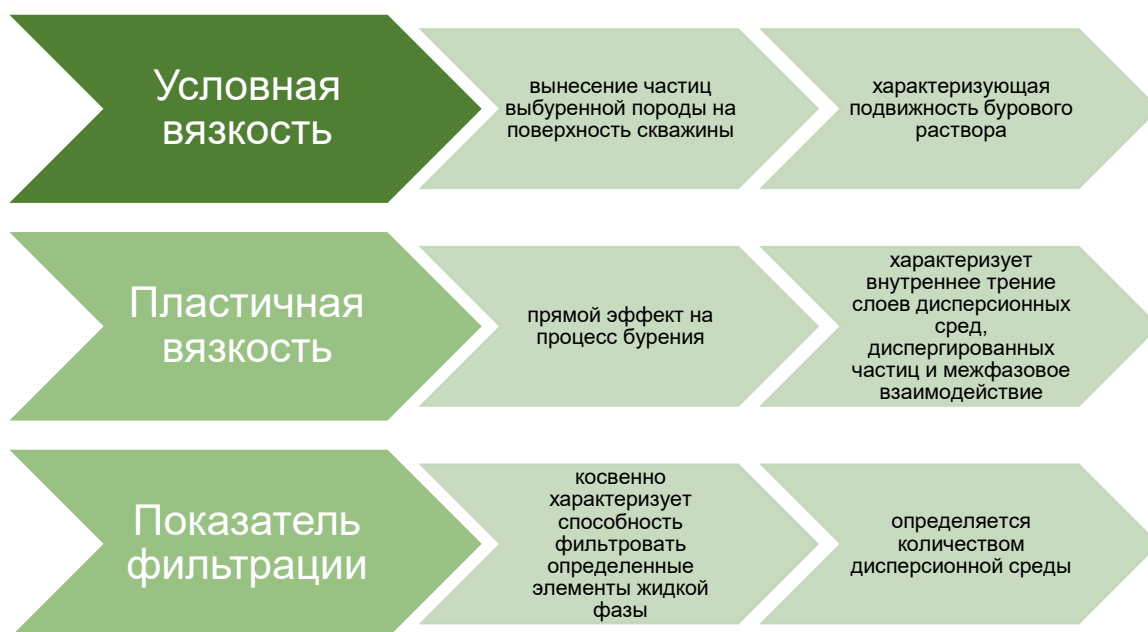 Условная
вязкость
вынесение частиц
выбуренной породы на
поверхность скважины
характеризующая
подвижность бурового
раствора
Пластичная
вязкость
прямой эффект на
процесс бурения
характеризует
внутреннее трение
слоев дисперсионных
сред,
диспергированных
частиц и межфазовое
взаимодействие
Показатель
фильтрации
косвенно
характеризует
способность
фильтровать
определенные
элементы жидкой
фазы
определяется
количеством
дисперсионной среды